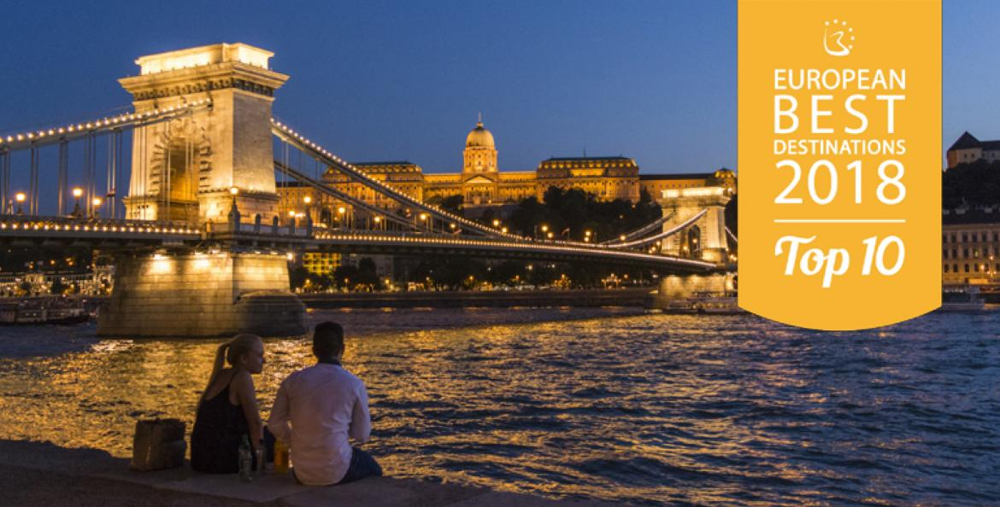 EUROPEAN
BEST
DESTINATIONS
2018
Top 10